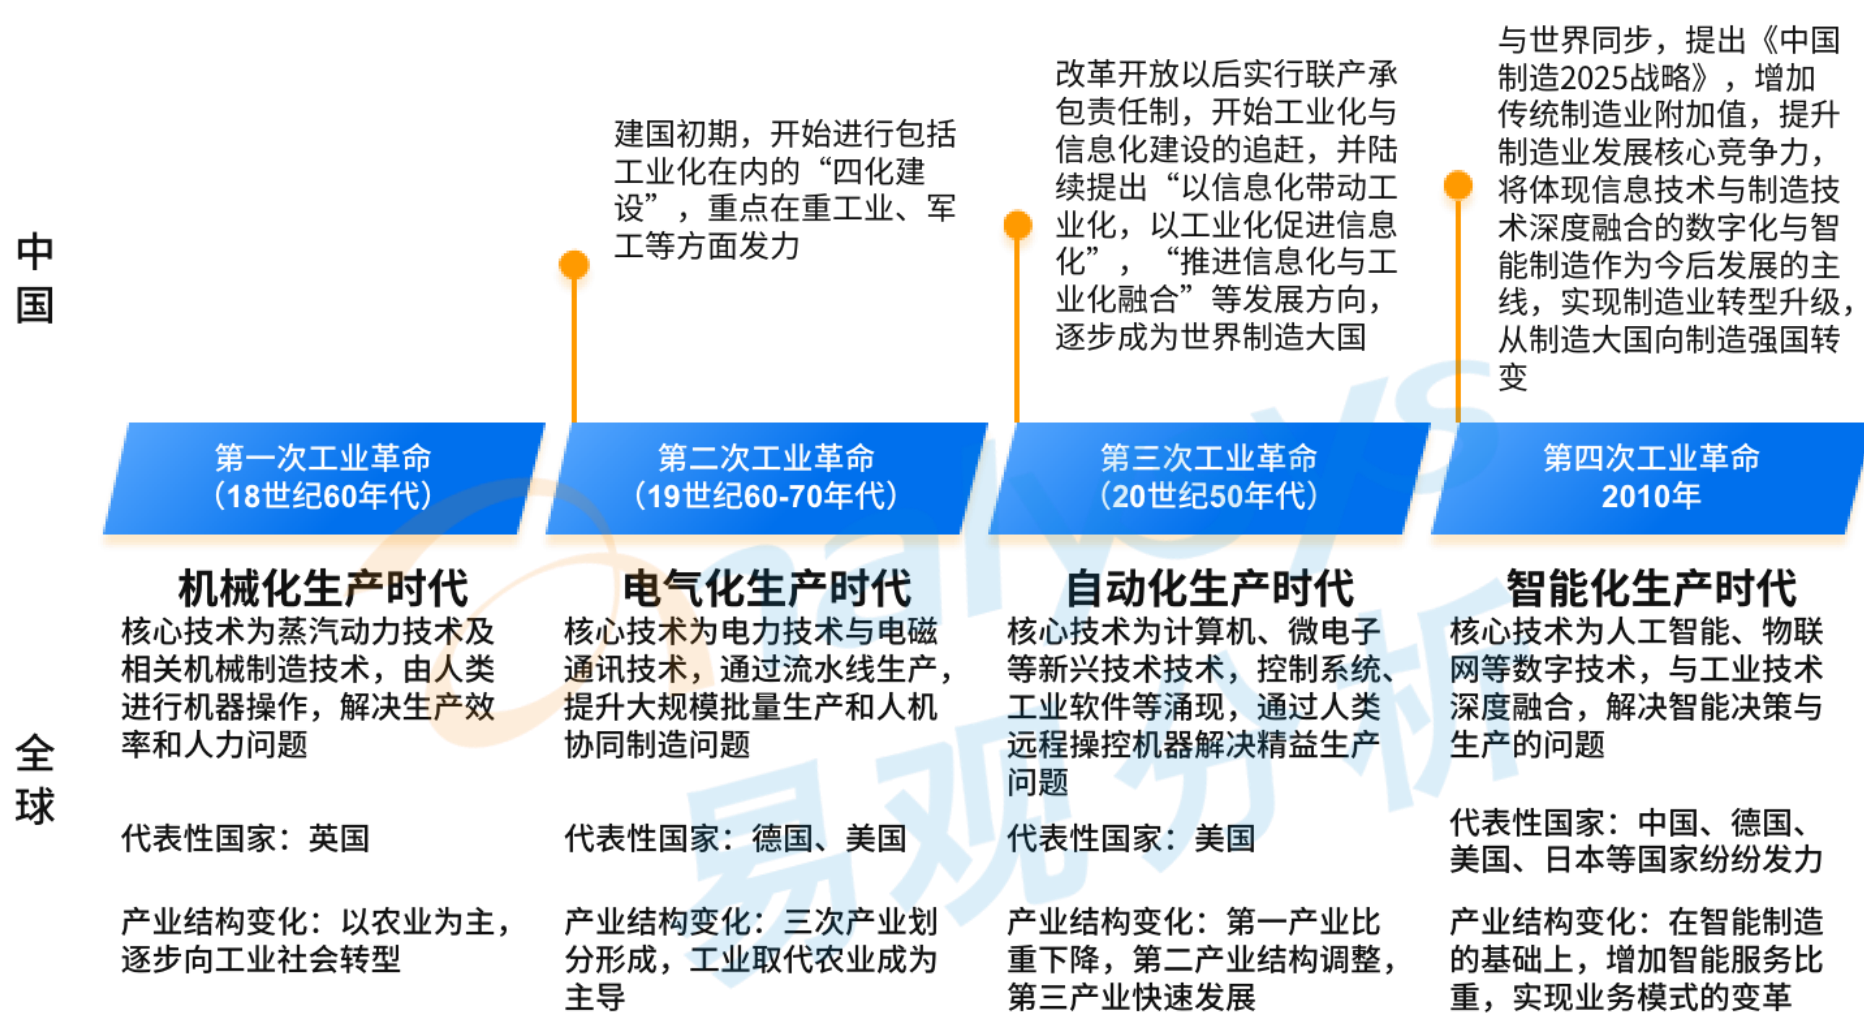 中
国
建国初期，开始进行包括
工业化在内的“四化建
设”，重点在重工业、军
工等方面发力
改革开放以后实行联产承
包责任制，开始工业化与
信息化建设的追赶，并陆
续提出“以信息化带动工
业化，以工业化促进信息
化”，“推进信息化与工
业化融合”等发展方向，
逐步成为世界制造大国
与世界同步，提出《中国
制造2025战略》，增加
传统制造业附加值，提升
制造业发展核心竞争力，
将体现信息技术与制造技
术深度融合的数字化与智
能制造作为今后发展的主
线，实现制造业转型升级，
从制造大国向制造强国转
变
第一次工业革命
（18世纪60年代）
第二次工业革命
（19世纪60-70年代）
第三次工业革命
（20世纪50年代）
第四次工业革命
2010年
全
球
机械化生产时代
核心技术为蒸汽动力技术及
相关机械制造技术，由人类
进行机器操作，解决生产效
率和人力问题
代表性国家：英国
产业结构变化：以农业为主，
逐步向工业社会转型
电气化生产时代
核心技术为电力技术与电磁
通讯技术，通过流水线生产，
提升大规模批量生产和人机
协同制造问题
代表性国家：德国、美国
产业结构变化：三次产业划
分形成，工业取代农业成为
主导
自动化生产时代
核心技术为计算机、微电子
等新兴技术技术，控制系统、
工业软件等涌现，通过人类
远程操控机器解决精益生产
问题
代表性国家：美国
产业结构变化：第一产业比
重下降，第二产业结构调整，
第三产业快速发展
智能化生产时代
核心技术为人工智能、物联
网等数字技术，与工业技术
深度融合，解决智能决策与
生产的问题
代表性国家：中国、德国、
美国、日本等国家纷纷发力
产业结构变化：在智能制造
的基础上，增加智能服务比
重，实现业务模式的变革
analysys
易观分析